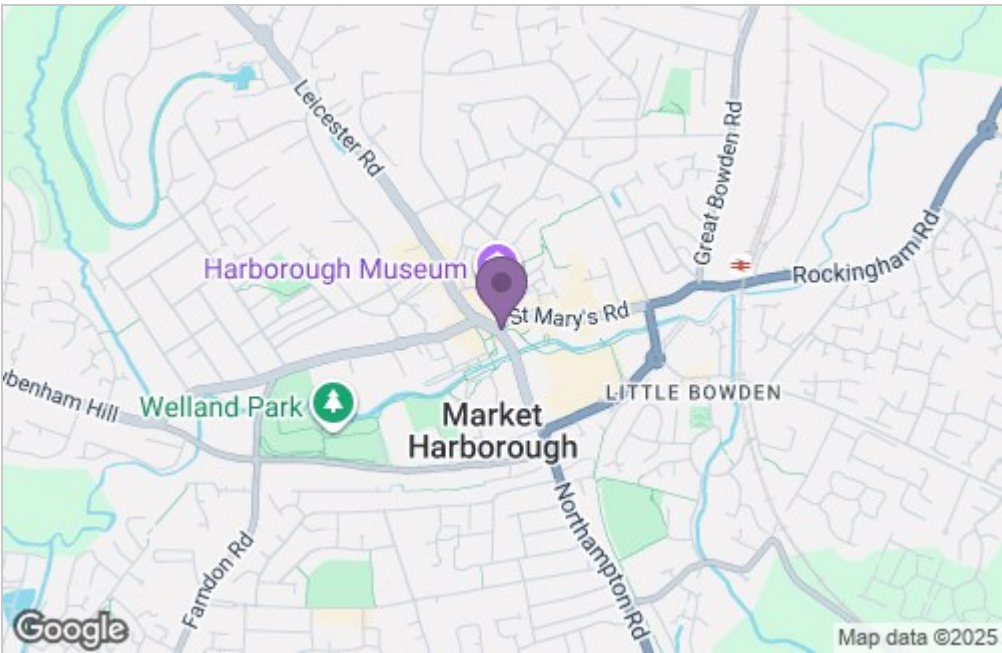 Leicester Rd
Great Bowden Rd
Harborough Museum
Rockingham Rd
St Mary's Rd
LITTLE BOWDEN
Welland Park
Market
Harborough
Hill
Northampton Rd
Farndon Rd
Google
Map data ©2025